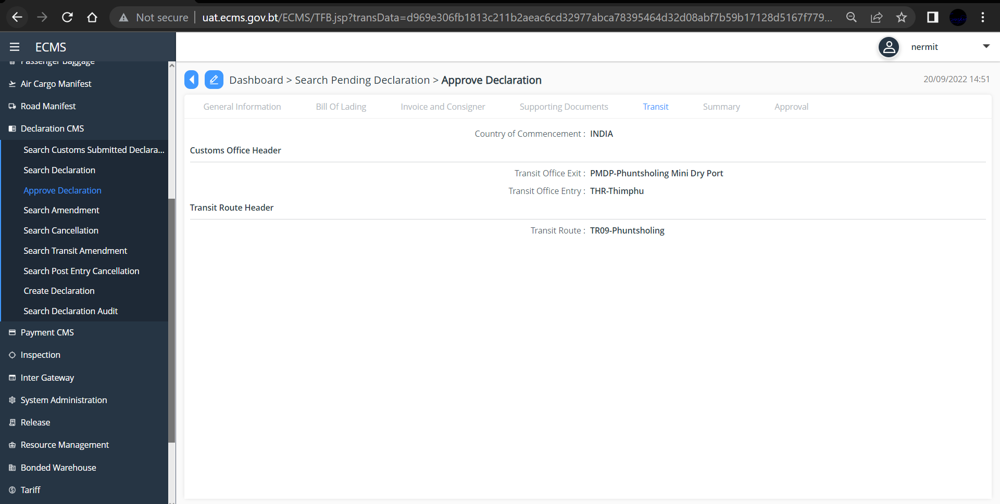 Not secure
uat.ecms.gov.bt/ECMS/TFB.jsp?transData=d969e306fb1813c211b2aeac6cd32977abca78395464d32d08abf7b59b17128d5167f779...
ECMS
nermit
Passenger Baggage
Air Cargo Manifest
Road Manifest
Declaration CMS
Search Customs Submitted Declara...
Search Declaration
Approve Declaration
Search Amendment
Search Cancellation
Search Transit Amendment
Search Post Entry Cancellation
Create Declaration
Search Declaration Audit
Payment CMS
Inspection
Inter Gateway
System Administration
Release
Resource Management
Bonded Warehouse
Tariff
Dashboard > Search Pending Declaration > Approve Declaration
20/09/2022 14:51
General Information Bill Of Lading Invoice and Consigner Supporting Documents Transit Summary Approval
Country of Commencement : INDIA
Customs Office Header
Transit Office Exit : PMDP-Phuntsholing Mini Dry Port
Transit Office Entry : THR-Thimphu
Transit Route Header
Transit Route : TR09-Phuntsholing